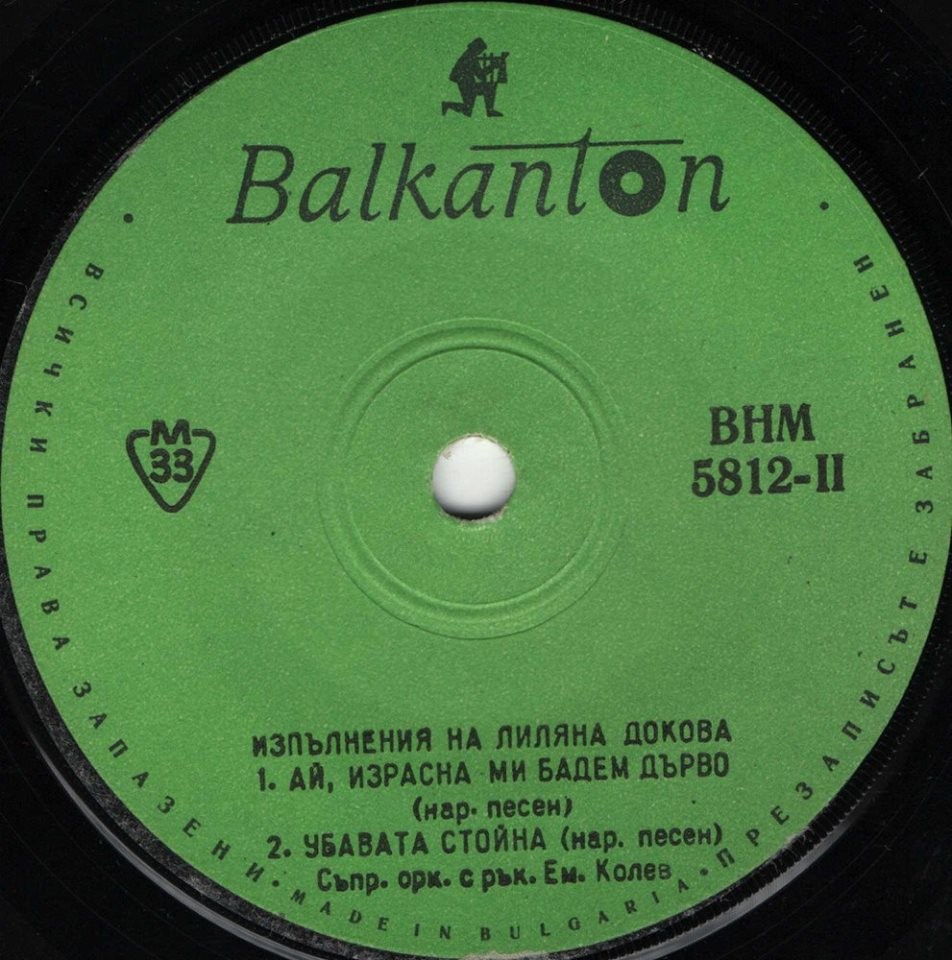 Balkanton
M
33
ВНМ
5812-II
ИЗПЪЛНЕНИЯ НА ЛИЛЯНА ДОКОВА
1. АЙ, ИЗРАСНА МИ БАДЕМ ДЪРВО
(нар. песен)
2. УБАВАТА СТОЙНА (нар. песен)
Съпр. орк. с рък. Ем. Колев
ВСИЧКИ ПРАВА ЗАПАЗЕНИ • MADE IN BULGARIA • ПРЕЗАПИСЪТ Е ЗАБРАНЕН